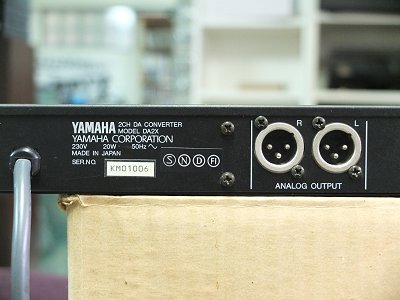 YAMAHA 2CH DA CONVERTER
MODEL DA2X
YAMAHA CORPORATION
230V 20W 50Hz
MADE IN JAPAN
SER.NO. KM01006
S N D FI
R L
ANALOG OUTPUT